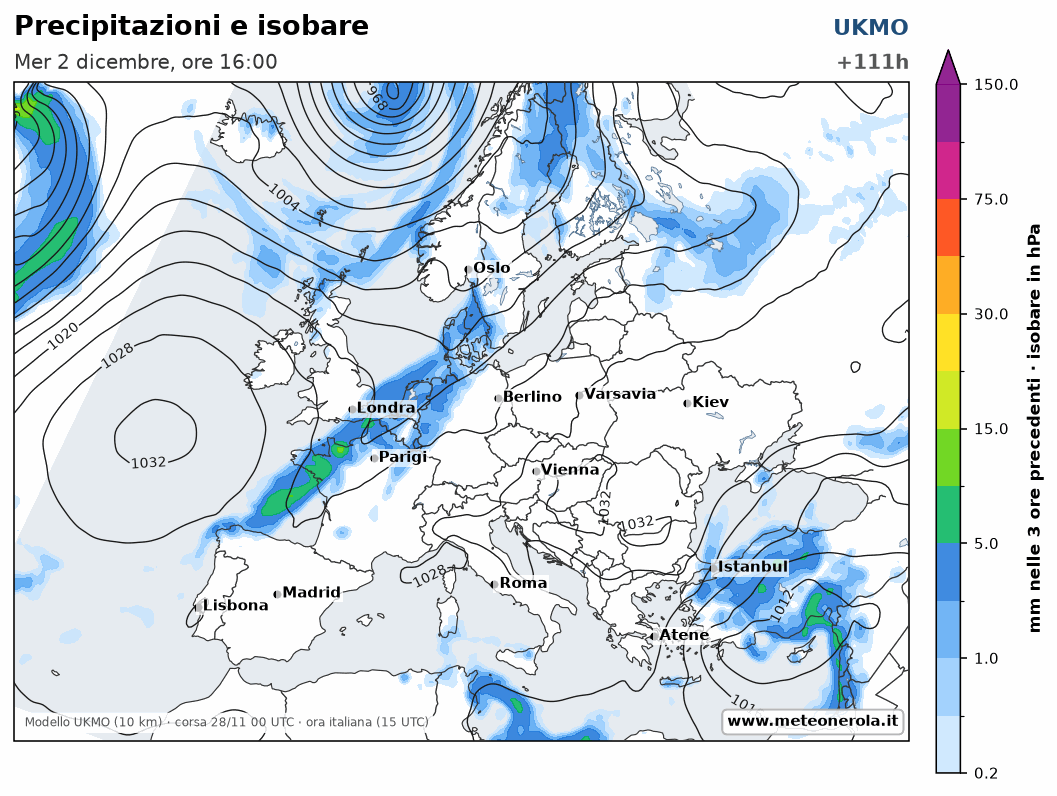 Precipitazioni e isobare
UKMO
Mer 2 dicembre, ore 16:00
+111h
968
150.0
1004
75.0
Oslo
1020
1028
30.0
Berlino
Varsavia
Kiev
Londra
15.0
1032
Parigi
Vienna
1032
1032
5.0
Istanbul
1028
Roma
Madrid
1012
Lisbona
Atene
1.0
Modello UKMO (10 km) · corsa 28/11 00 UTC · ora italiana (15 UTC)
www.meteonerola.it
0.2
mm nelle 3 ore precedenti · isobare in hPa